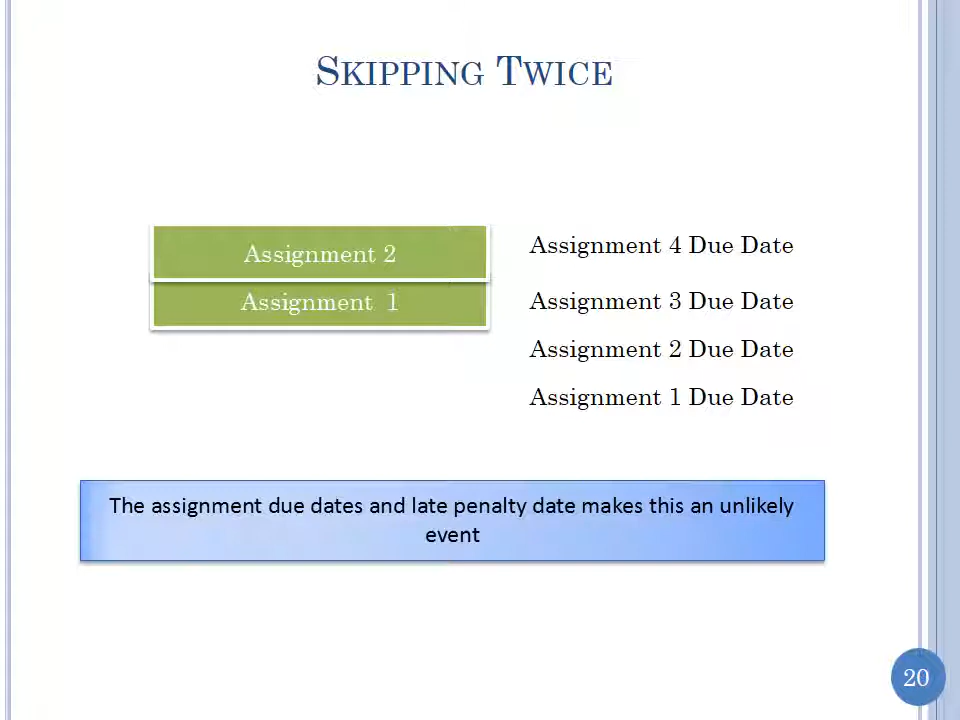 Skipping Twice
Assignment 2
Assignment 4 Due Date
Assignment 1
Assignment 3 Due Date
Assignment 2 Due Date
Assignment 1 Due Date
The assignment due dates and late penalty date makes this an unlikely
event
20